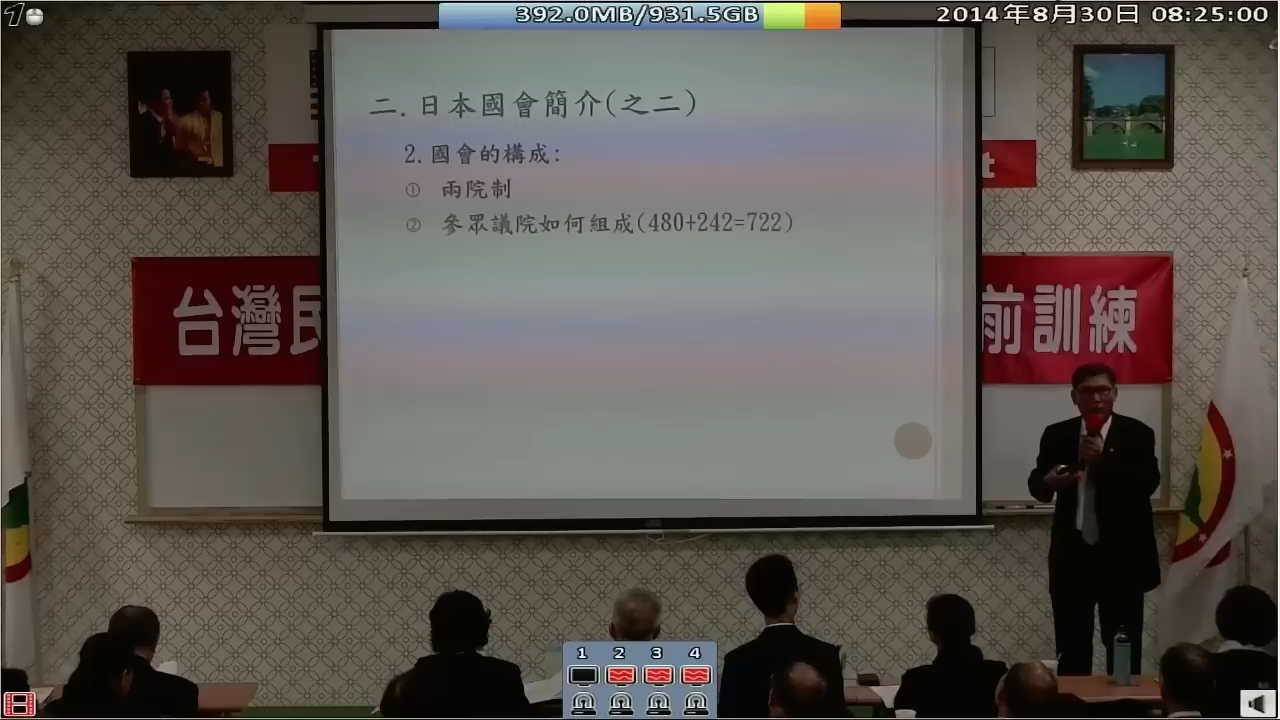 1
392.0MB/931.5GB
2014年8月30日 08:25:00
二.日本國會簡介(之二)
2.國會的構成:
① 兩院制
② 參眾議院如何組成(480+242=722)
t
台灣民
前訓練
1 2 3 4